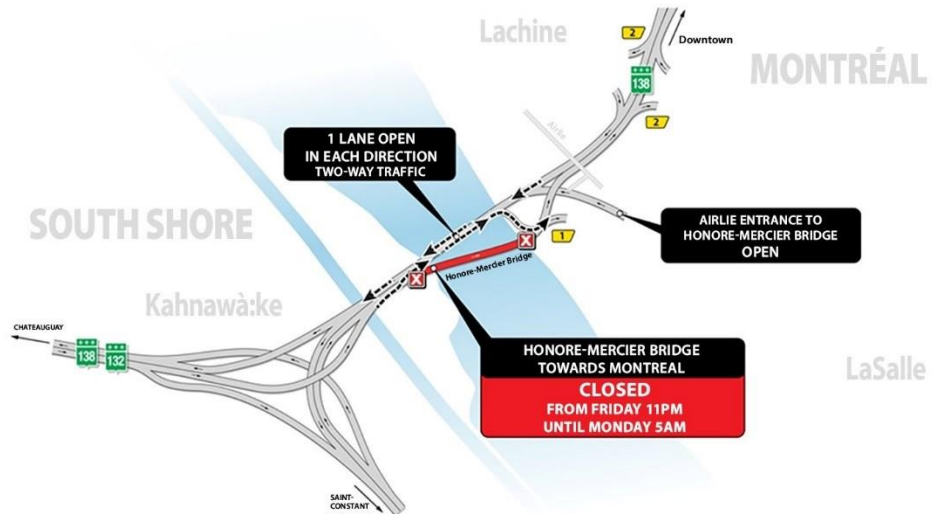 Lachine
2
Downtown
MONTRÉAL
138
2
Airlie
1 LANE OPEN
IN EACH DIRECTION
TWO-WAY TRAFFIC
SOUTH SHORE
AIRLIE ENTRANCE TO
HONORE-MERCIER BRIDGE
OPEN
1
X
X
Honore-Mercier Bridge
Kahnawà:ke
CHATEAUGUAY
138
132
HONORE-MERCIER BRIDGE
TOWARDS MONTREAL
CLOSED
FROM FRIDAY 11PM
UNTIL MONDAY 5AM
LaSalle
SAINT-
CONSTANT